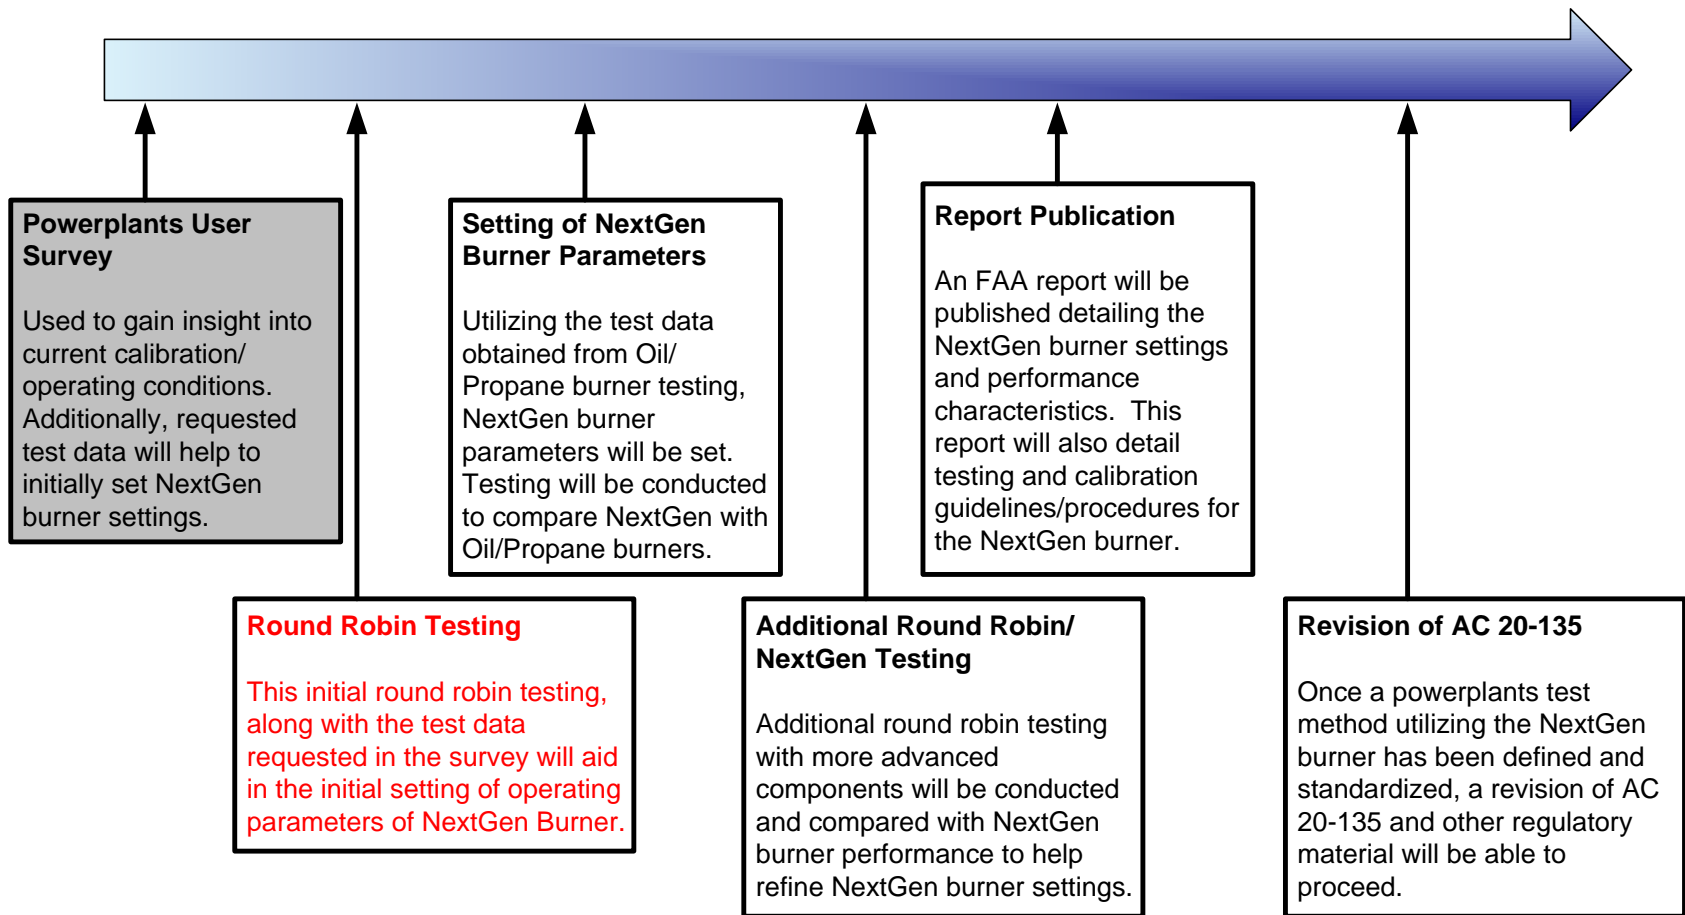 Powerplants User
Survey
Used to gain insight into
current calibration/
operating conditions.
Additionally, requested
test data will help to
initially set NextGen
burner settings.
Round Robin Testing
This initial round robin testing,
along with the test data
requested in the survey will aid
in the initial setting of operating
parameters of NextGen Burner.
Setting of NextGen
Burner Parameters
Utilizing the test data
obtained from Oil/
Propane burner testing,
NextGen burner
parameters will be set.
Testing will be conducted
to compare NextGen with
Oil/Propane burners.
Additional Round Robin/
NextGen Testing
Additional round robin testing
with more advanced
components will be conducted
and compared with NextGen
burner performance to help
refine NextGen burner settings.
Report Publication
An FAA report will be
published detailing the
NextGen burner settings
and performance
characteristics.  This
report will also detail
testing and calibration
guidelines/procedures for
the NextGen burner.
Revision of AC 20-135
Once a powerplants test
method utilizing the NextGen
burner has been defined and
standardized, a revision of AC
20-135 and other regulatory
material will be able to
proceed.